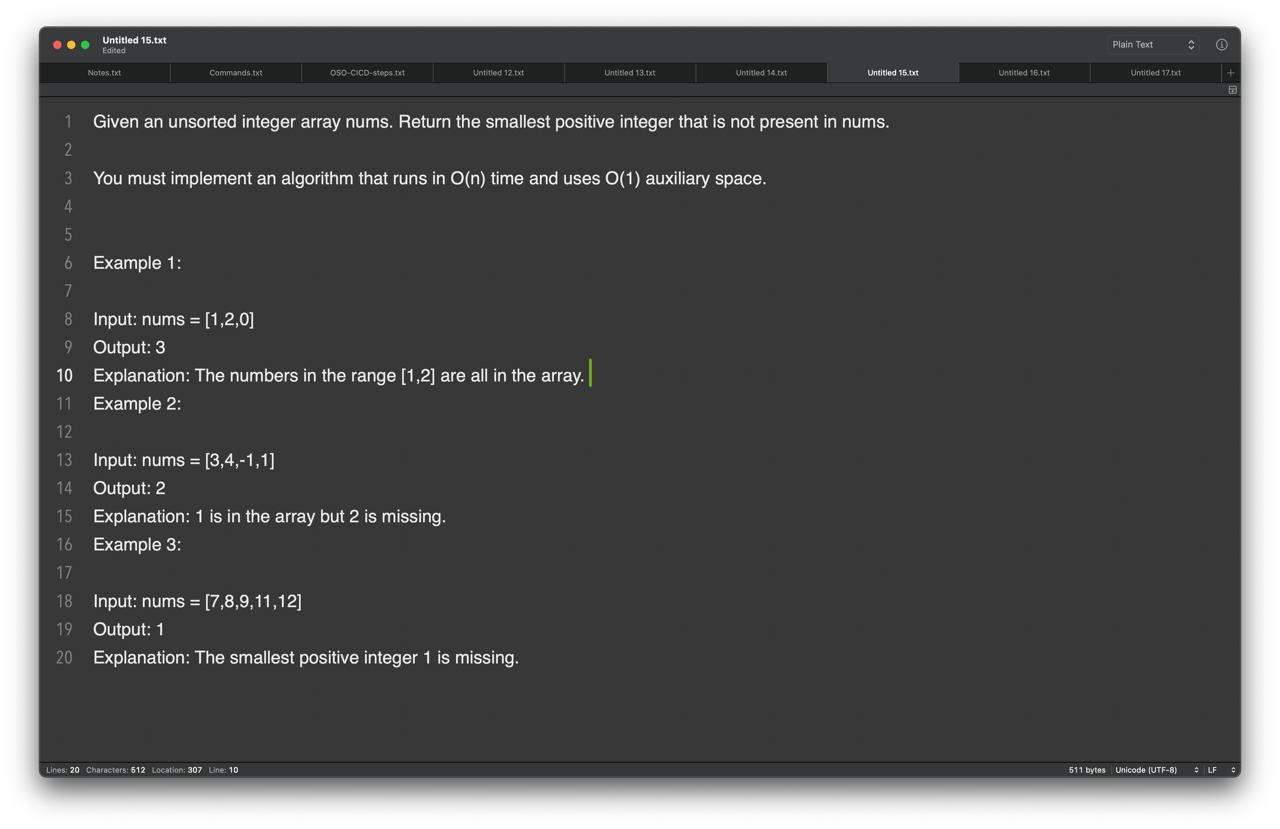 Untitled 15.txt
Edited
Plain Text
Notes.txt Commands.txt OSO-CICD-steps.txt Untitled 12.txt Untitled 13.txt Untitled 14.txt Untitled 15.txt Untitled 16.txt Untitled 17.txt +
1 Given an unsorted integer array nums. Return the smallest positive integer that is not present in nums.
2
3 You must implement an algorithm that runs in O(n) time and uses O(1) auxiliary space.
4
5
6 Example 1:
7
8 Input: nums = [1,2,0]
9 Output: 3
10 Explanation: The numbers in the range [1,2] are all in the array.
11 Example 2:
12
13 Input: nums = [3,4,-1,1]
14 Output: 2
15 Explanation: 1 is in the array but 2 is missing.
16 Example 3:
17
18 Input: nums = [7,8,9,11,12]
19 Output: 1
20 Explanation: The smallest positive integer 1 is missing.
Lines: 20 Characters: 512 Location: 307 Line: 10 511 bytes Unicode (UTF-8) LF